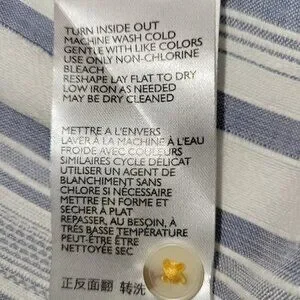 TURN INSIDE OUT
MACHINE WASH COLD
GENTLE WITH LIKE COLORS
USE ONLY NON-CHLORINE
BLEACH
RESHAPE LAY FLAT TO DRY
LOW IRON AS NEEDED
MAY BE DRY CLEANED
METTRE A L'ENVERS
LAVER À LA MACHINE À L'EAU
FROIDE AVEC COULEURS
SIMILAIRES CYCLE DÉLICAT
UTILISER UN AGENT DE
BLANCHIMENT SANS
CHLORE SI NÉCESSAIRE
METTRE EN FORME ET
SÉCHER À PLAT
REPASSER, AU BESOIN, À
TRÈS BASSE TEMPÉRATURE
PEUT-ÊTRE ÊTRE
NETTOYÉE SEC
正反面翻 转洗